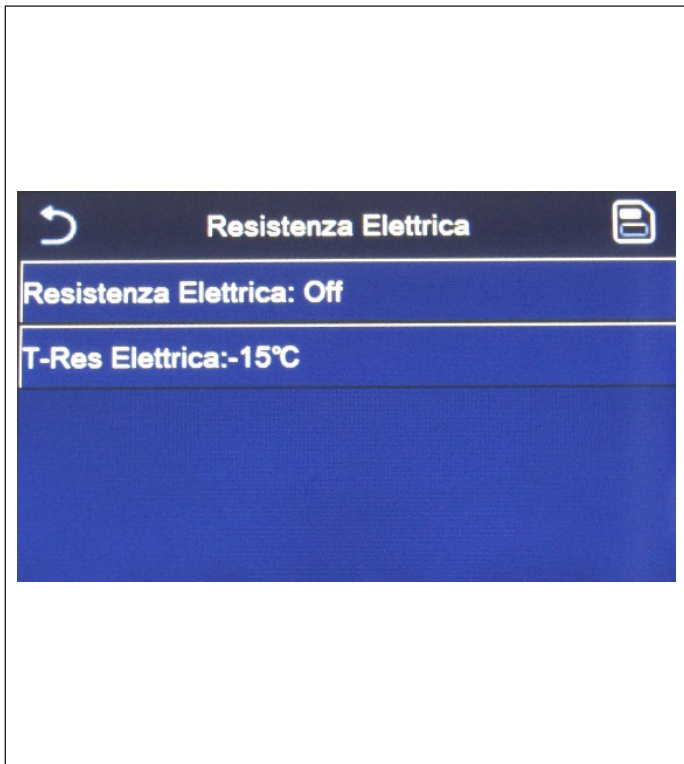 Resistenza Elettrica
Resistenza Elettrica: Off
T-Res Elettrica:-15℃